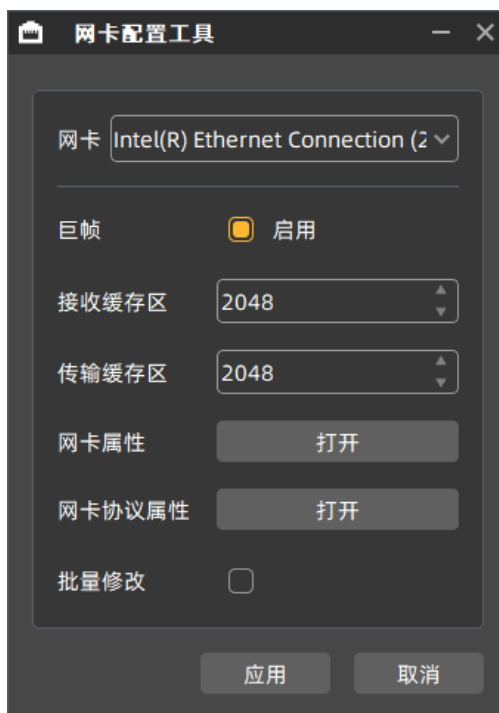 网卡配置工具
网卡 Intel(R) Ethernet Connection (2
巨帧 启用
接收缓存区 2048
传输缓存区 2048
网卡属性 打开
网卡协议属性 打开
批量修改
应用 取消